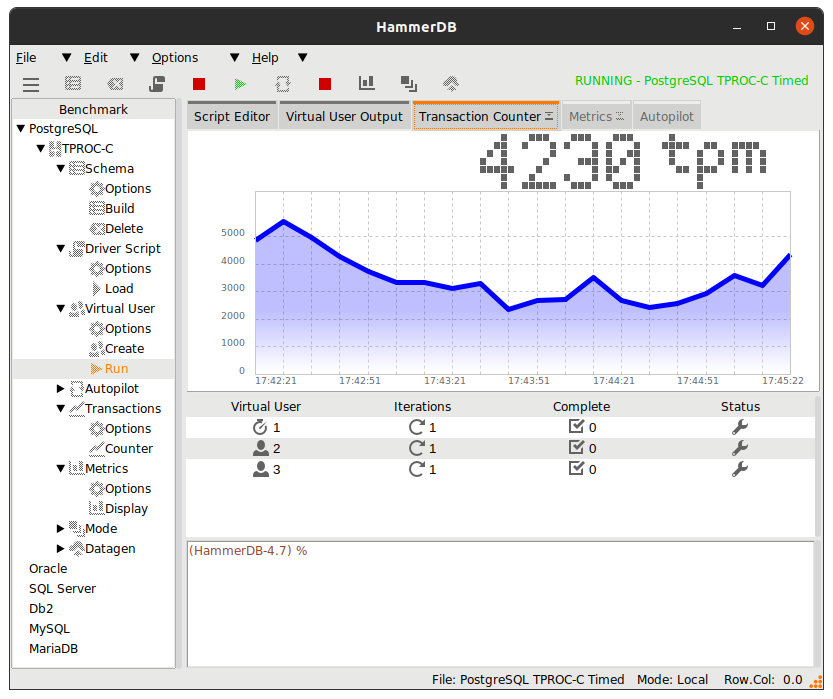 HammerDB
File Edit Options Help
RUNNING - PostgreSQL TPROC-C Timed
Benchmark
PostgreSQL
TPROC-C
Schema
Options
Build
Delete
Driver Script
Options
Load
Virtual User
Options
Create
Run
Autopilot
Transactions
Options
Counter
Metrics
Options
Display
Mode
Datagen
Oracle
SQL Server
Db2
MySQL
MariaDB
Script Editor Virtual User Output Transaction Counter Metrics Autopilot
4230 tpm
5000
4000
3000
2000
1000
0
17:42:21 17:42:51 17:43:21 17:43:51 17:44:21 17:44:51 17:45:22
Virtual User Iterations Complete Status
1 1 0
2 1 0
3 1 0
(HammerDB-4.7) %
File: PostgreSQL TPROC-C Timed Mode: Local Row.Col: 0.0